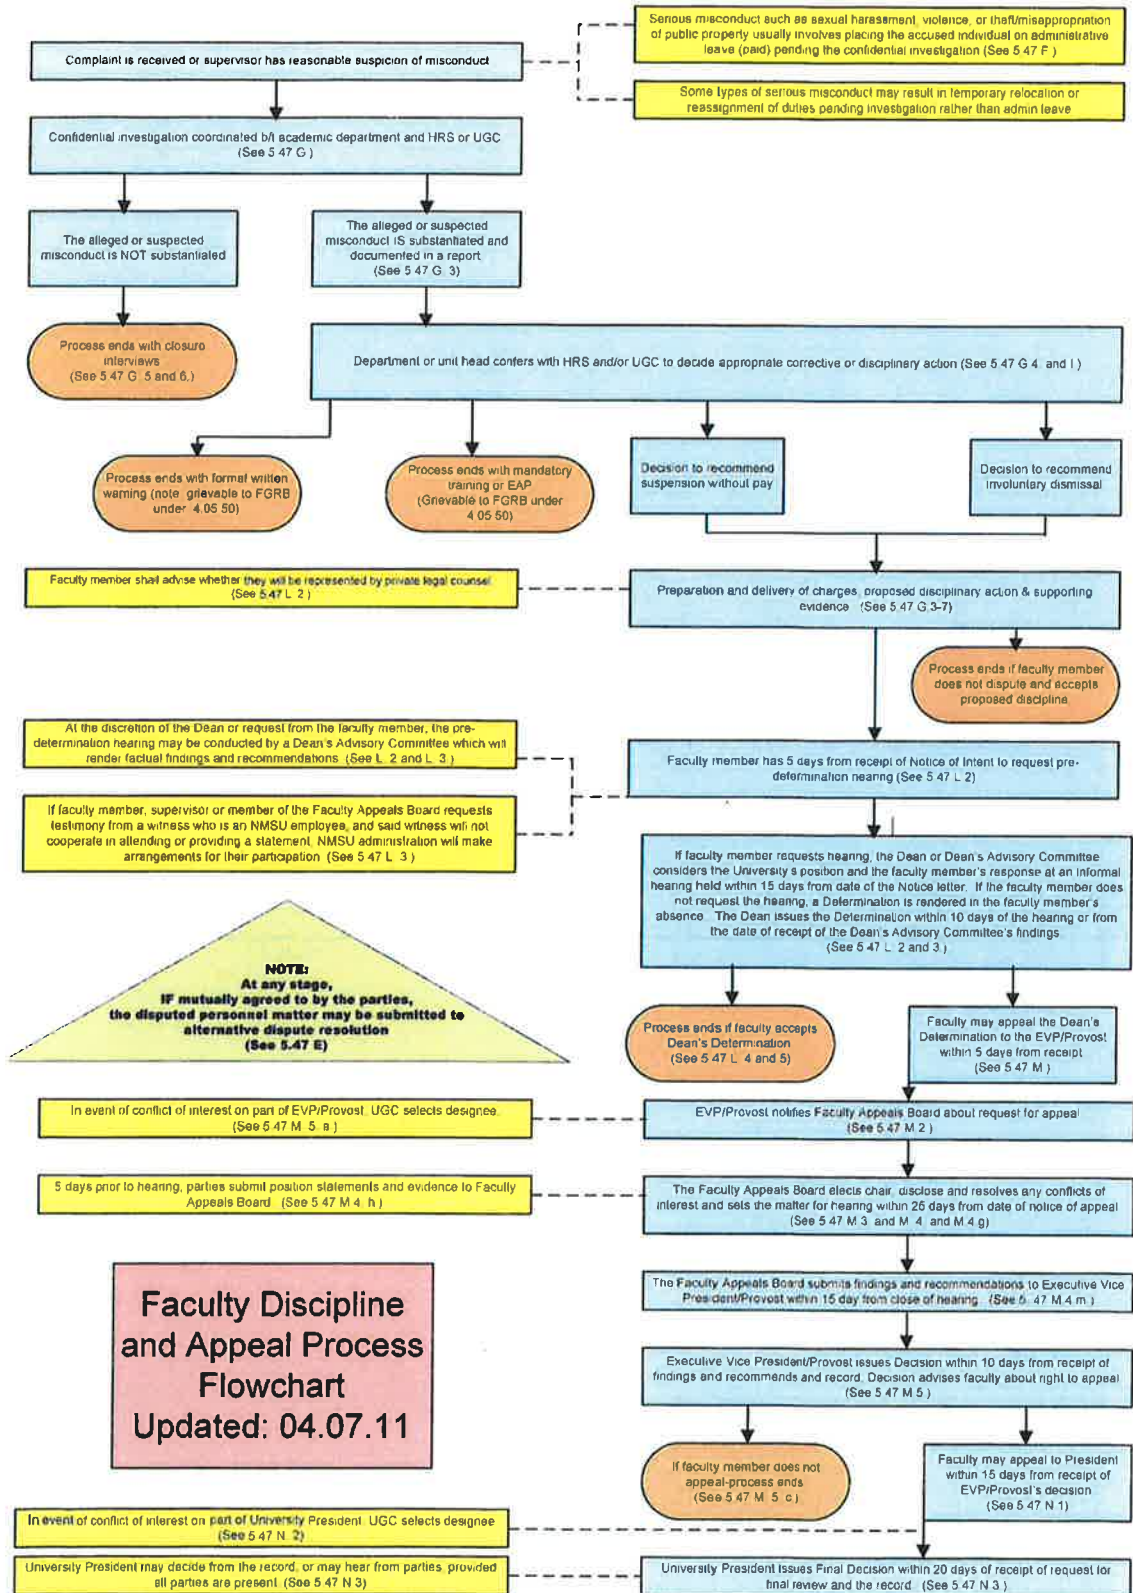 Serious misconduct such as sexual harassment, violence, or theft/misappropriation
of public property usually involves placing the accused individual on administrative
leave (paid) pending the confidential investigation (See 5 47 F )
Complaint is received or supervisor has reasonable suspicion of misconduct
Some types of serious misconduct may result in temporary relocation or
reassignment of duties pending investigation rather than admin leave
Confidential investigation coordinated b/t academic department and HRS or UGC
(See 5 47 G )
The alleged or suspected
misconduct is NOT substantiated
The alleged or suspected
misconduct IS substantiated and
documented in a report
(See 5 47 G 3)
Process ends with closure
interviews
(See 5 47 G 5 and 6.)
Department or unit head confers with HRS and/or UGC to decide appropriate corrective or disciplinary action (See 5 47 G 4 and I )
Process ends with formal written
warning (note grievable to FGRB
under 4.05 50)
Process ends with mandatory
training or EAP
(Grievable to FGRB under
4 05 50)
Decision to recommend
suspension without pay
Decision to recommend
involuntary dismissal
Faculty member shall advise whether they will be represented by private legal counsel
(See 5.47 L 2 )
Preparation and delivery of charges, proposed disciplinary action & supporting
evidence (See 5 47 G 3-7)
Process ends if faculty member
does not dispute and accepts
proposed discipline
At the discretion of the Dean or request from the faculty member, the pre-
determination hearing may be conducted by a Dean's Advisory Committee which will
render factual findings and recommendations (See L. 2 and L 3 )
Faculty member has 5 days from receipt of Notice of Intent to request pre-
determination hearing (See 5 47 L 2)
If faculty member, supervisor or member of the Faculty Appeals Board requests
testimony from a witness who is an NMSU employee, and said witness will not
cooperate in attending or providing a statement, NMSU administration will make
arrangements for their participation (See 5 47 L 3 )
If faculty member requests hearing, the Dean or Dean's Advisory Committee
considers the University's position and the faculty member's response at an informal
hearing held within 15 days from date of the Notice letter. If the faculty member does
not request the hearing, a Determination is rendered in the faculty member's
absence The Dean issues the Determination within 10 days of the hearing or from
the date of receipt of the Dean's Advisory Committee's findings
(See 5 47 L 2 and 3 )
NOTE:
At any stage,
IF mutually agreed to by the parties,
the disputed personnel matter may be submitted to
alternative dispute resolution
(See 5.47 E)
Process ends if faculty accepts
Dean's Determination
(See 5 47 L 4 and 5)
Faculty may appeal the Dean's
Determination to the EVP/Provost
within 5 days from receipt
(See 5 47 M )
In event of conflict of interest on part of EVP/Provost, UGC selects designee.
(See 5 47 M 5 a )
EVP/Provost notifies Faculty Appeals Board about request for appeal
(See 5 47 M 2 )
5 days prior to hearing, parties submit position statements and evidence to Faculty
Appeals Board (See 5 47 M 4 h )
The Faculty Appeals Board elects chair, disclose and resolves any conflicts of
interest and sets the matter for hearing within 25 days from date of notice of appeal
(See 5 47 M 3 and M 4 and M.4.g)
The Faculty Appeals Board submits findings and recommendations to Executive Vice
President/Provost within 15 day from close of hearing (See 5 47 M.4 m )
Faculty Discipline
and Appeal Process
Flowchart
Updated: 04.07.11
Executive Vice President/Provost issues Decision within 10 days from receipt of
findings and recommends and record. Decision advises faculty about right to appeal
(See 5 47 M 5 )
If faculty member does not
appeal-process ends
(See 5 47 M 5 c)
Faculty may appeal to President
within 15 days from receipt of
EVP/Provost's decision
(See 5 47 N 1)
In event of conflict of interest on part of University President, UGC selects designee
(See 5 47 N 2)
University President may decide from the record, or may hear from parties, provided
all parties are present (See 5 47 N 3)
University President issues Final Decision within 20 days of receipt of request for
final review and the record (See 5 47 N 3 )